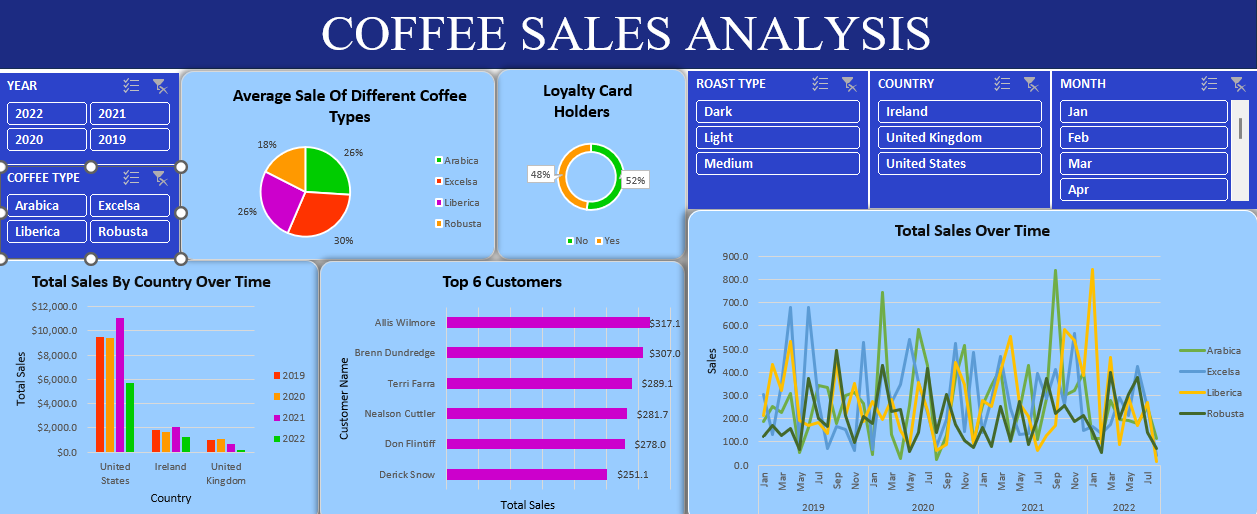 COFFEE SALES ANALYSIS
YEAR
2022 2021
2020 2019
COFFEE TYPE
Arabica Excelsa
Liberica Robusta
Average Sale Of Different Coffee
Types
18%
26%
26%
30%
Arabica
Excelsa
Liberica
Robusta
Loyalty Card
Holders
48%
52%
No Yes
ROAST TYPE
Dark
Light
Medium
COUNTRY
Ireland
United Kingdom
United States
MONTH
Jan
Feb
Mar
Apr
Total Sales By Country Over Time
Total Sales
$12,000.0
$10,000.0
$8,000.0
$6,000.0
$4,000.0
$2,000.0
$0.0
United
States
Ireland
United
Kingdom
Country
2019
2020
2021
2022
Top 6 Customers
Customer Name
Allis Wilmore $317.1
Brenn Dundredge $307.0
Terri Farra $289.1
Nealson Cuttler $281.7
Don Flintiff $278.0
Derick Snow $251.1
Total Sales
Total Sales Over Time
Sales
900.0
800.0
700.0
600.0
500.0
400.0
300.0
200.0
100.0
0.0
Jan Mar May Jul Sep Nov Jan Mar May Jul Sep Nov Jan Mar May Jul Sep Nov Jan Mar May Jul
2019 2020 2021 2022
Arabica
Excelsa
Liberica
Robusta